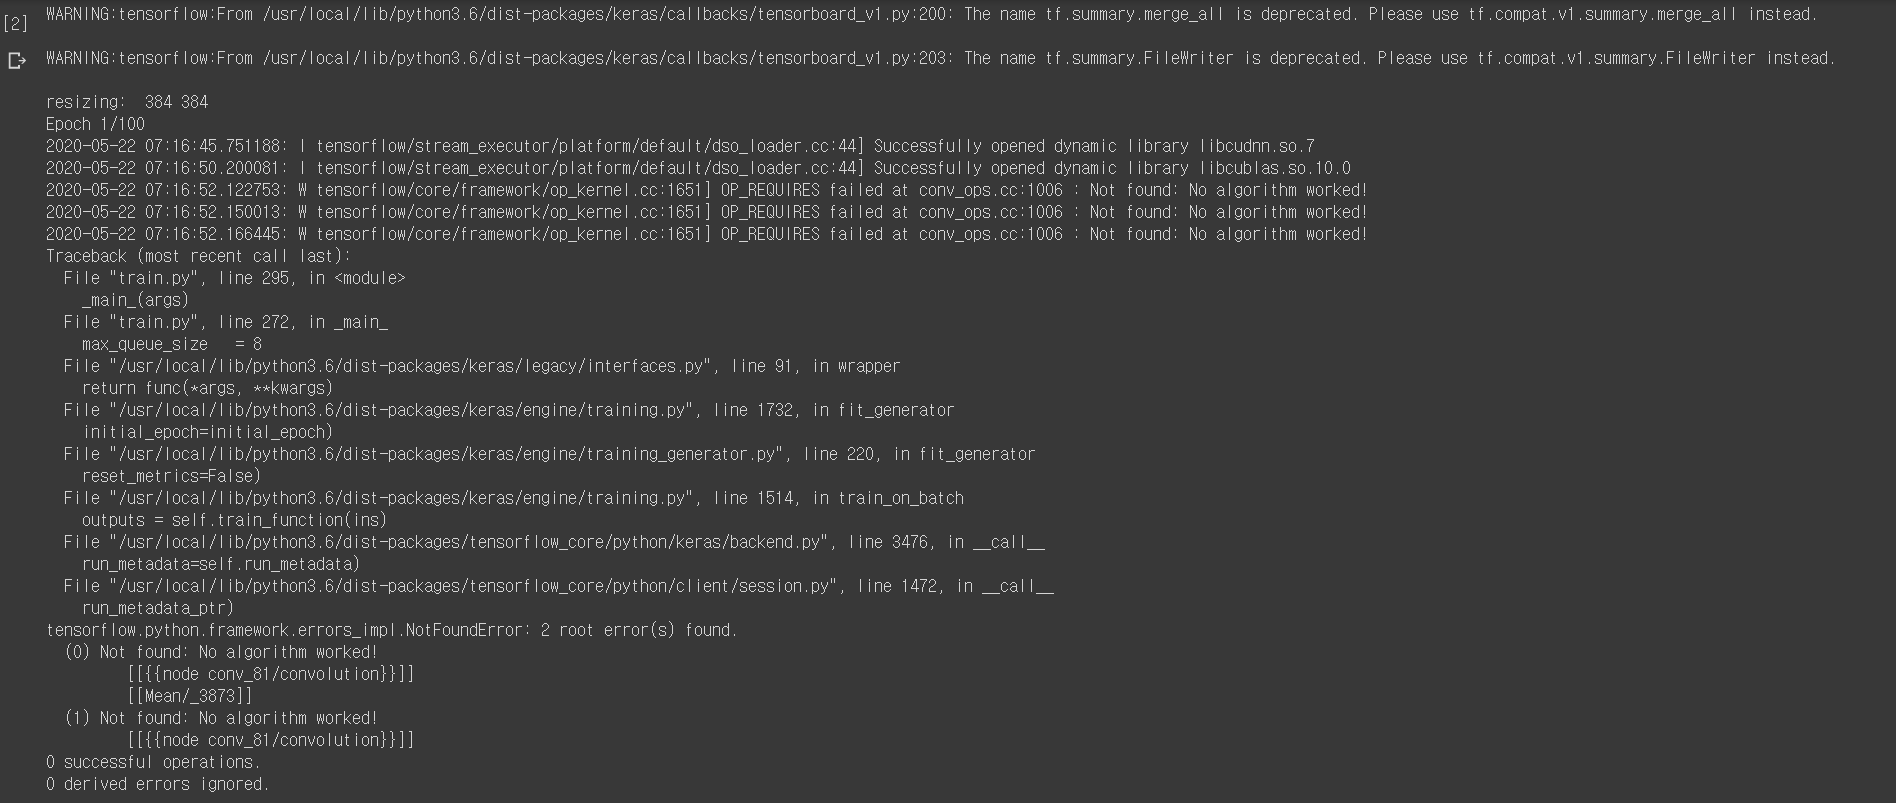 [2] WARNING:tensorflow:From /usr/local/lib/python3.6/dist-packages/keras/callbacks/tensorboard_v1.py:200: The name tf.summary.merge_all is deprecated. Please use tf.compat.v1.summary.merge_all instead.
WARNING:tensorflow:From /usr/local/lib/python3.6/dist-packages/keras/callbacks/tensorboard_v1.py:203: The name tf.summary.FileWriter is deprecated. Please use tf.compat.v1.summary.FileWriter instead.
resizing:  384 384
Epoch 1/100
2020-05-22 07:16:45.751188: I tensorflow/stream_executor/platform/default/dso_loader.cc:44] Successfully opened dynamic library libcudnn.so.7
2020-05-22 07:16:50.200081: I tensorflow/stream_executor/platform/default/dso_loader.cc:44] Successfully opened dynamic library libcublas.so.10.0
2020-05-22 07:16:52.122753: W tensorflow/core/framework/op_kernel.cc:1651] OP_REQUIRES failed at conv_ops.cc:1006 : Not found: No algorithm worked!
2020-05-22 07:16:52.150013: W tensorflow/core/framework/op_kernel.cc:1651] OP_REQUIRES failed at conv_ops.cc:1006 : Not found: No algorithm worked!
2020-05-22 07:16:52.166445: W tensorflow/core/framework/op_kernel.cc:1651] OP_REQUIRES failed at conv_ops.cc:1006 : Not found: No algorithm worked!
Traceback (most recent call last):
  File "train.py", line 295, in <module>
    _main_(args)
  File "train.py", line 272, in _main_
    max_queue_size   = 8
  File "/usr/local/lib/python3.6/dist-packages/keras/legacy/interfaces.py", line 91, in wrapper
    return func(*args, **kwargs)
  File "/usr/local/lib/python3.6/dist-packages/keras/engine/training.py", line 1732, in fit_generator
    initial_epoch=initial_epoch)
  File "/usr/local/lib/python3.6/dist-packages/keras/engine/training_generator.py", line 220, in fit_generator
    reset_metrics=False)
  File "/usr/local/lib/python3.6/dist-packages/keras/engine/training.py", line 1514, in train_on_batch
    outputs = self.train_function(ins)
  File "/usr/local/lib/python3.6/dist-packages/tensorflow_core/python/keras/backend.py", line 3476, in __call__
    run_metadata=self.run_metadata)
  File "/usr/local/lib/python3.6/dist-packages/tensorflow_core/python/client/session.py", line 1472, in __call__
    run_metadata_ptr)
tensorflow.python.framework.errors_impl.NotFoundError: 2 root error(s) found.
  (0) Not found: No algorithm worked!
         [[{{node conv_81/convolution}}]]
         [[Mean/_3873]]
  (1) Not found: No algorithm worked!
         [[{{node conv_81/convolution}}]]
0 successful operations.
0 derived errors ignored.